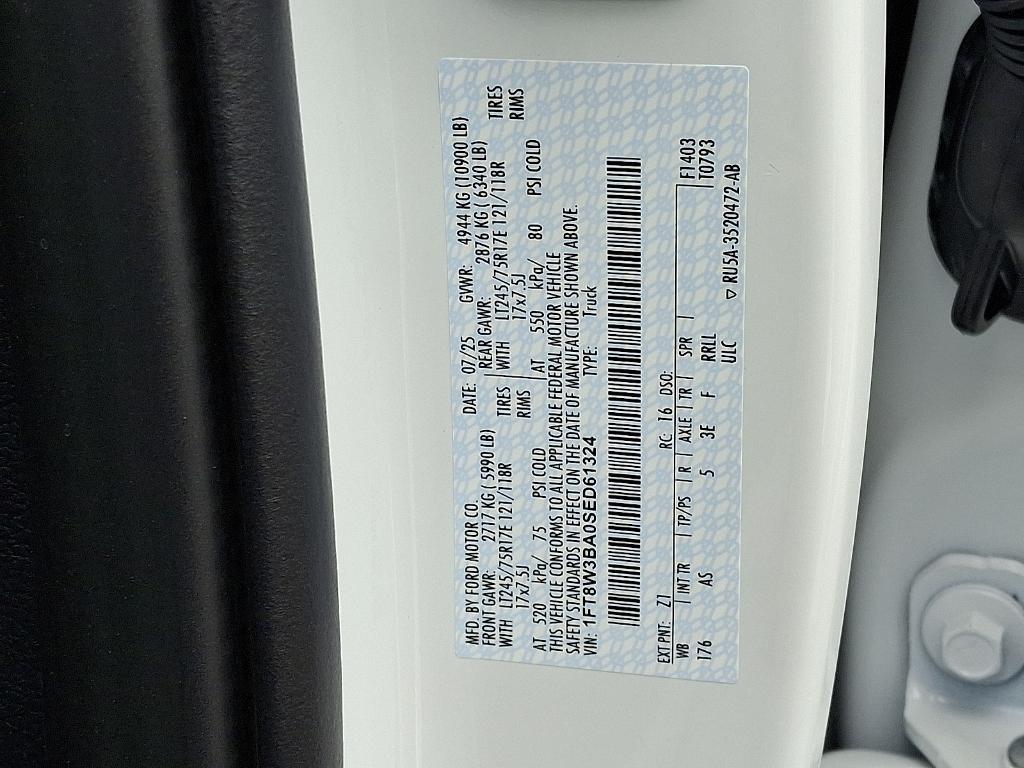 MFD. BY FORD MOTOR CO.
DATE: 07/25 GVWR: 4944 KG (10900 LB)
FRONT GAWR: 2717 KG ( 5990 LB)
REAR GAWR: 2876 KG ( 6340 LB)
WITH LT245/75R17E 121/118R TIRES
WITH LT245/75R17E 121/118R TIRES
17x7.5J RIMS
17x7.5J RIMS
AT 520 kPa/ 75 PSI COLD
AT 550 kPa/ 80 PSI COLD
THIS VEHICLE CONFORMS TO ALL APPLICABLE FEDERAL MOTOR VEHICLE
SAFETY STANDARDS IN EFFECT ON THE DATE OF MANUFACTURE SHOWN ABOVE.
VIN: 1FT8W3BA0SED61324 TYPE: Truck
EXT PNT: Z1 RC: 16 DSO:
WB INT TR TP/PS R AXLE TR SPR F1403
176 AS 5 3E F RRLL T0793
ULC ▽ RU5A-3520472-AB